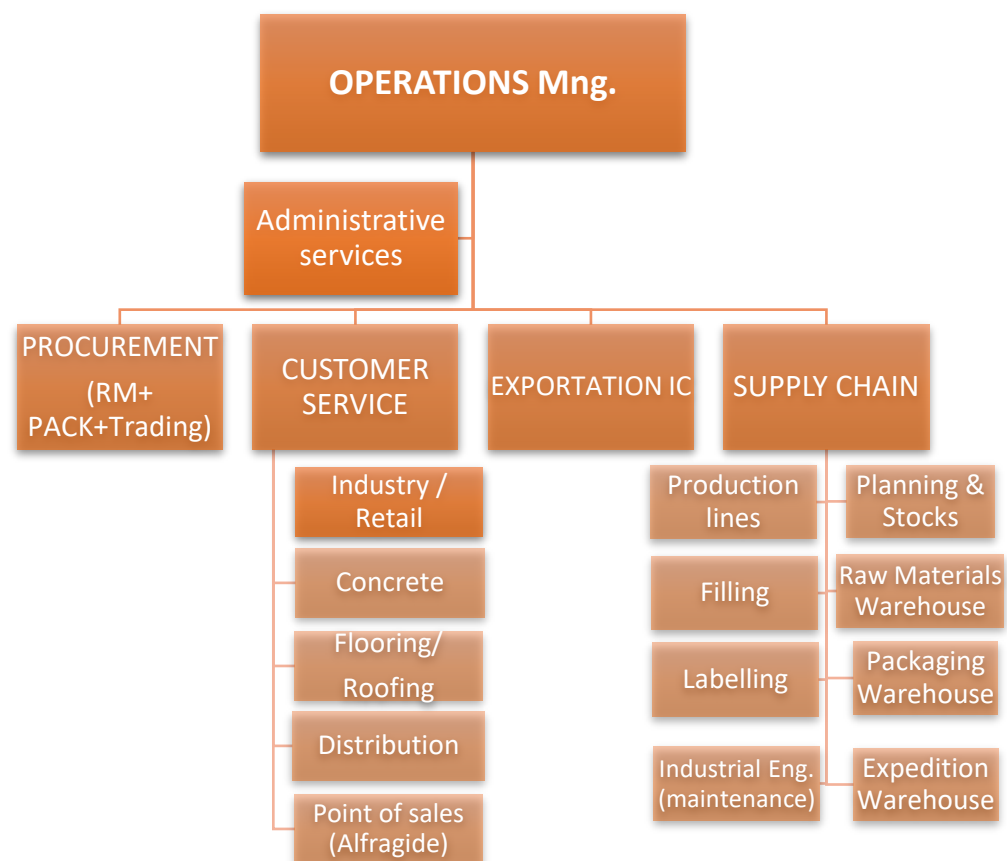 OPERATIONS Mng.
Administrative
services
PROCUREMENT
(RM+
PACK+Trading)
CUSTOMER
SERVICE
EXPORTATION IC
SUPPLY CHAIN
Industry /
Retail
Concrete
Flooring/
Roofing
Distribution
Point of sales
(Alfragide)
Production
lines
Planning &
Stocks
Filling
Raw Materials
Warehouse
Labelling
Packaging
Warehouse
Industrial Eng.
(maintenance)
Expedition
Warehouse